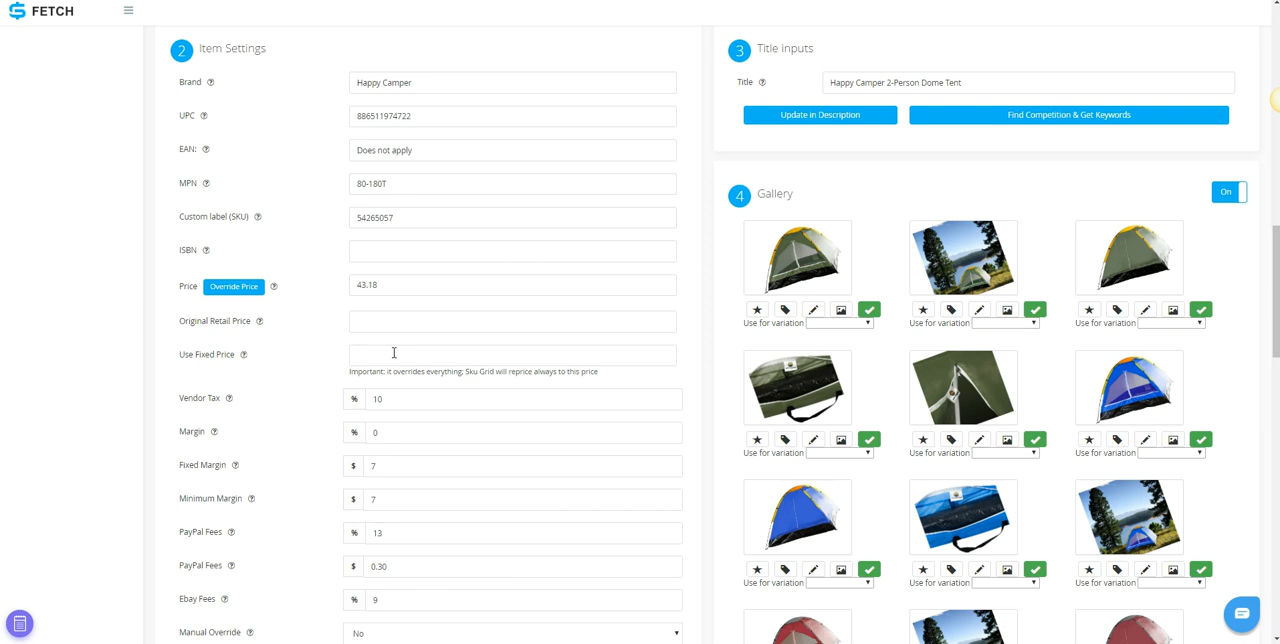 FETCH
2 Item Settings
Brand
Happy Camper
UPC
886511974722
EAN:
Does not apply
MPN
80-180T
Custom label (SKU)
54265057
ISBN
Price Override Price
43.18
Original Retail Price
Use Fixed Price
Important: it overrides everything; Sku Grid will reprice always to this price
Vendor Tax
% 10
Margin
% 0
Fixed Margin
$ 7
Minimum Margin
$ 7
PayPal Fees
% 13
PayPal Fees
$ 0.30
Ebay Fees
% 9
Manual Override
No
3 Title inputs
Title
Happy Camper 2-Person Dome Tent
Update in Description
Find Competition & Get Keywords
4 Gallery
On
Use for variation
Use for variation
Use for variation
Use for variation
Use for variation
Use for variation
Use for variation
Use for variation
Use for variation